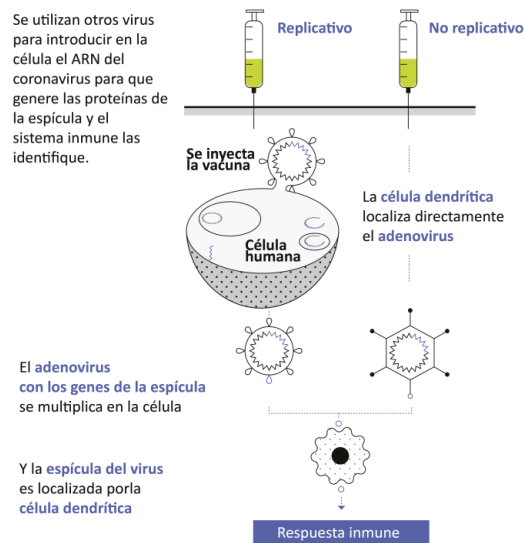 Se utilizan otros virus
para introducir en la
célula el ARN del
coronavirus para que
genere las proteínas de
la espícula y el
sistema inmune las
identifique.
Replicativo
No replicativo
Se inyecta
la vacuna
La célula dendrítica
localiza directamente
el adenovirus
Célula
humana
El adenovirus
con los genes de la espícula
se multiplica en la célula
Y la espícula del virus
es localizada porla
célula dendrítica
Respuesta inmune